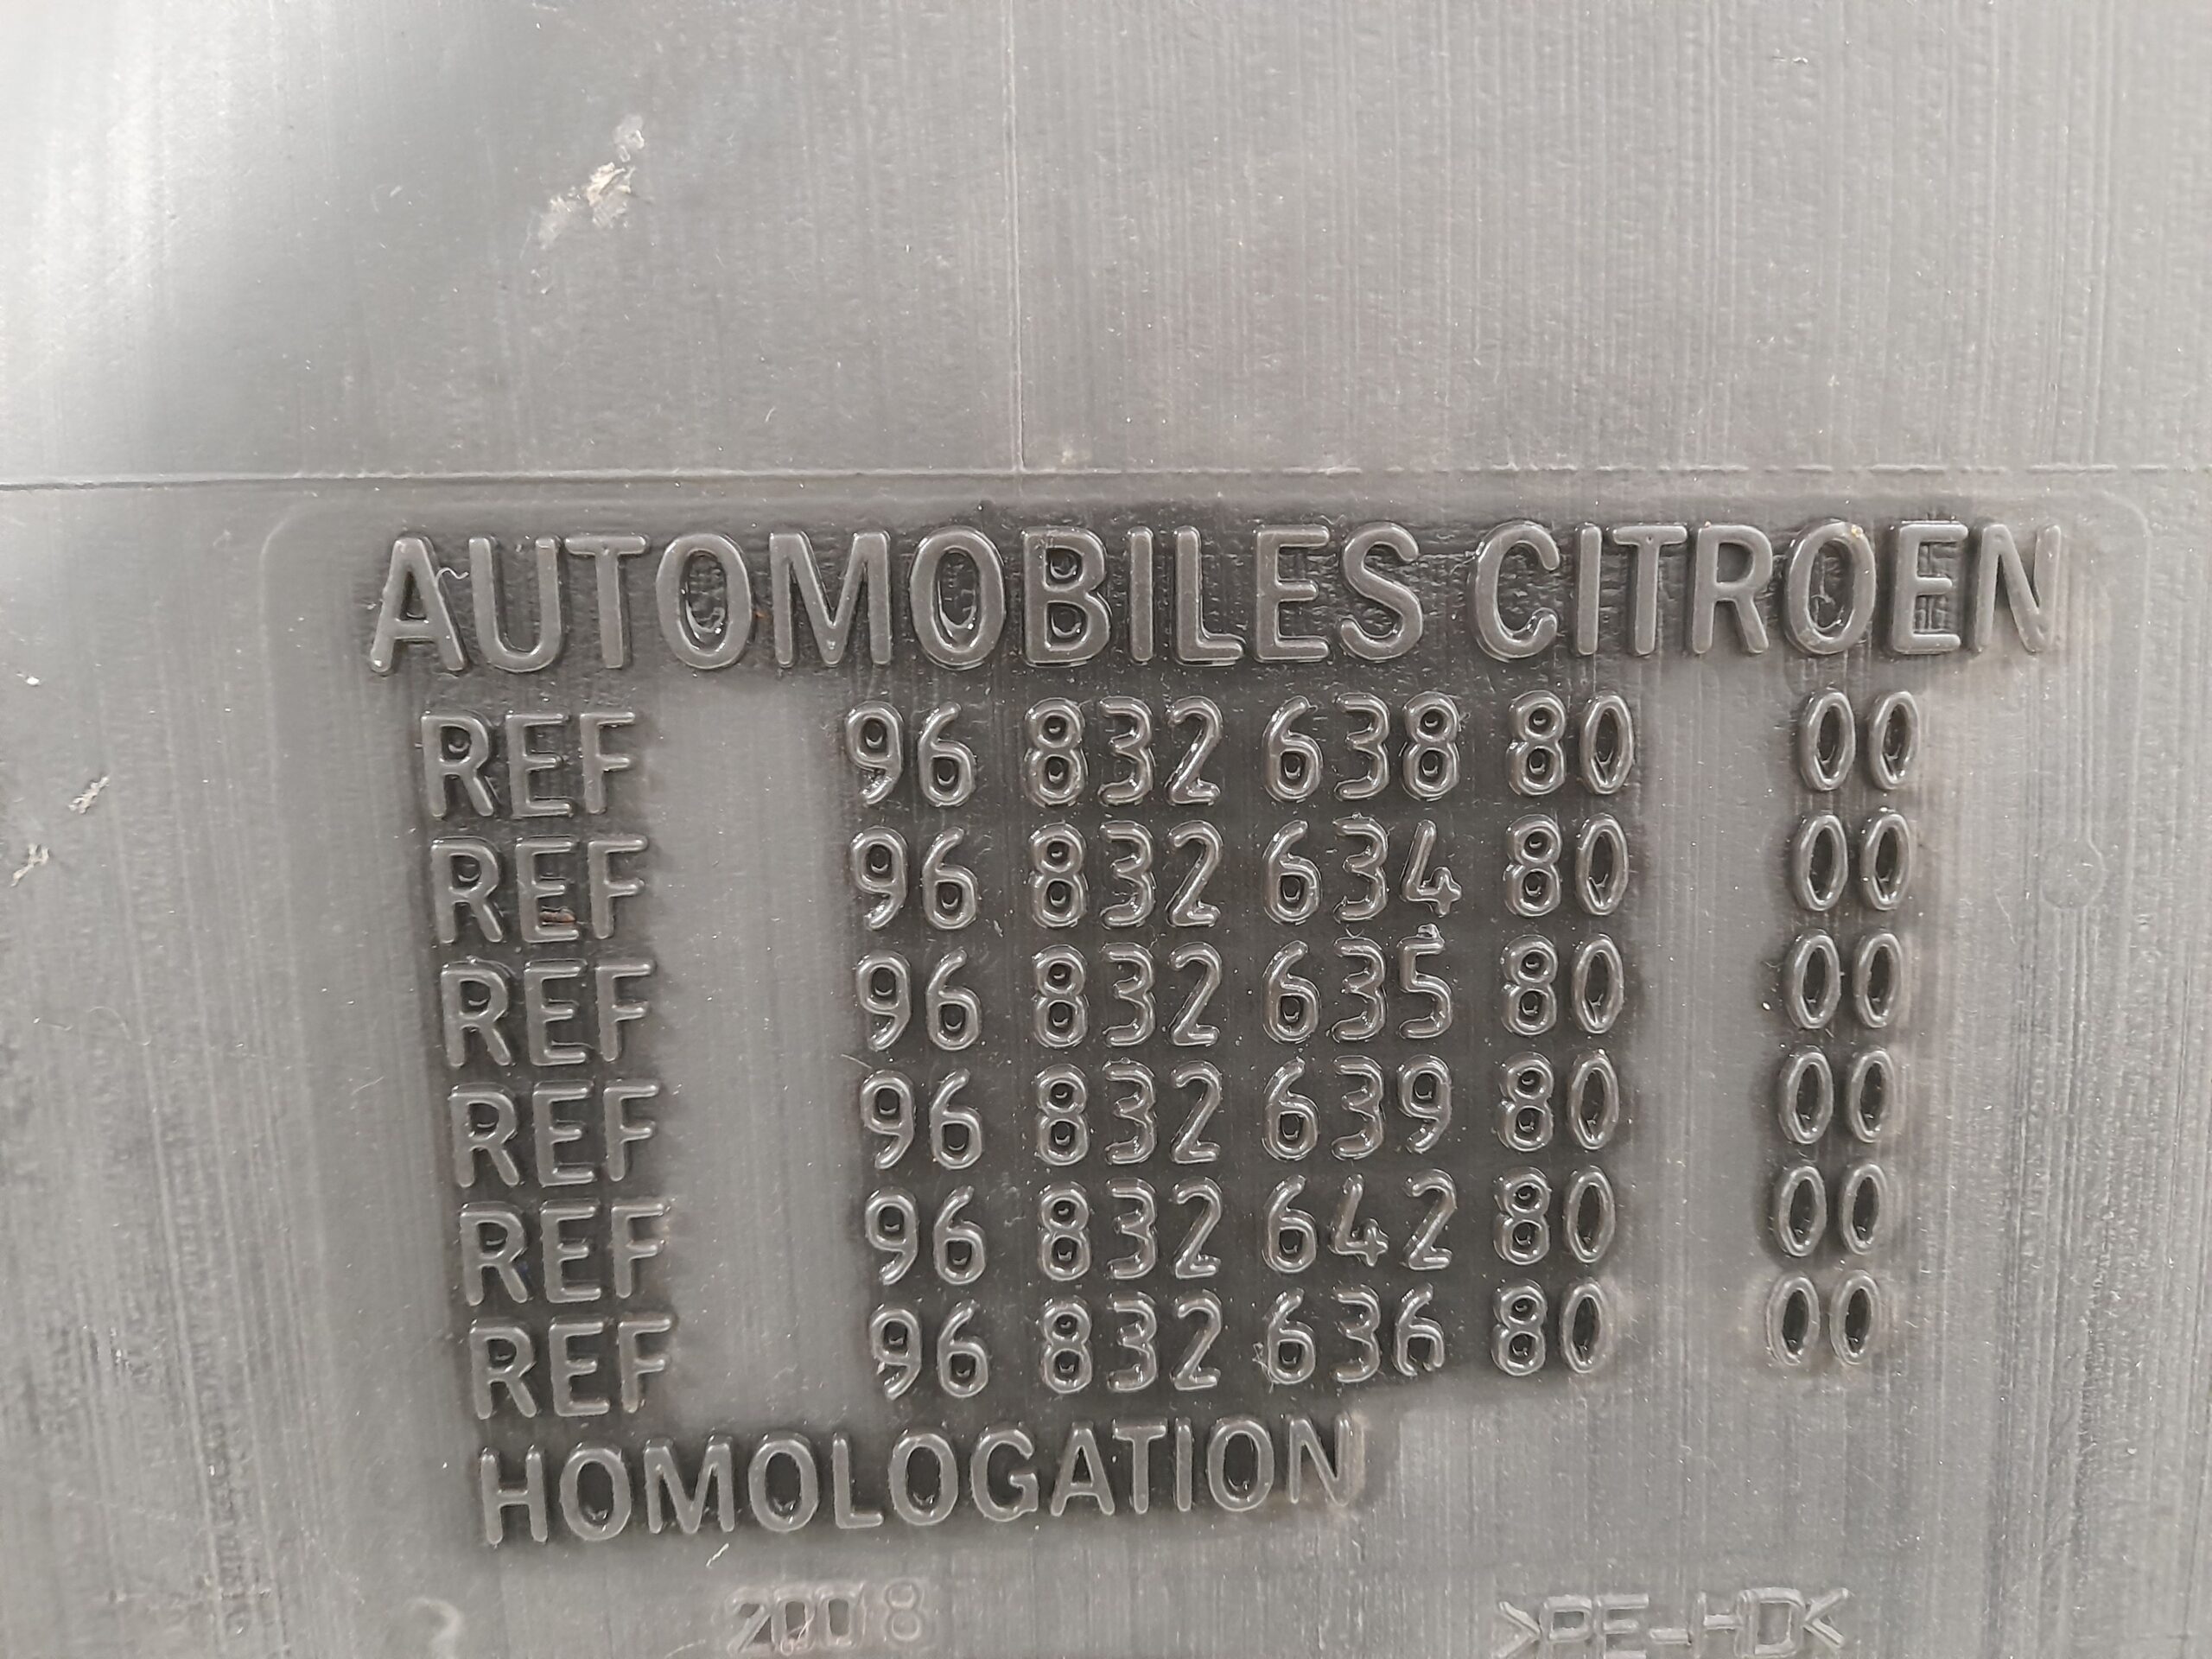 AUTOMOBILES CITROEN
REF 96 832 638 80 00
REF 96 832 634 80 00
REF 96 832 635 80 00
REF 96 832 639 80 00
REF 96 832 642 80 00
REF 96 832 636 80 00
HOMOLOGATION
2008 >PE-HD<